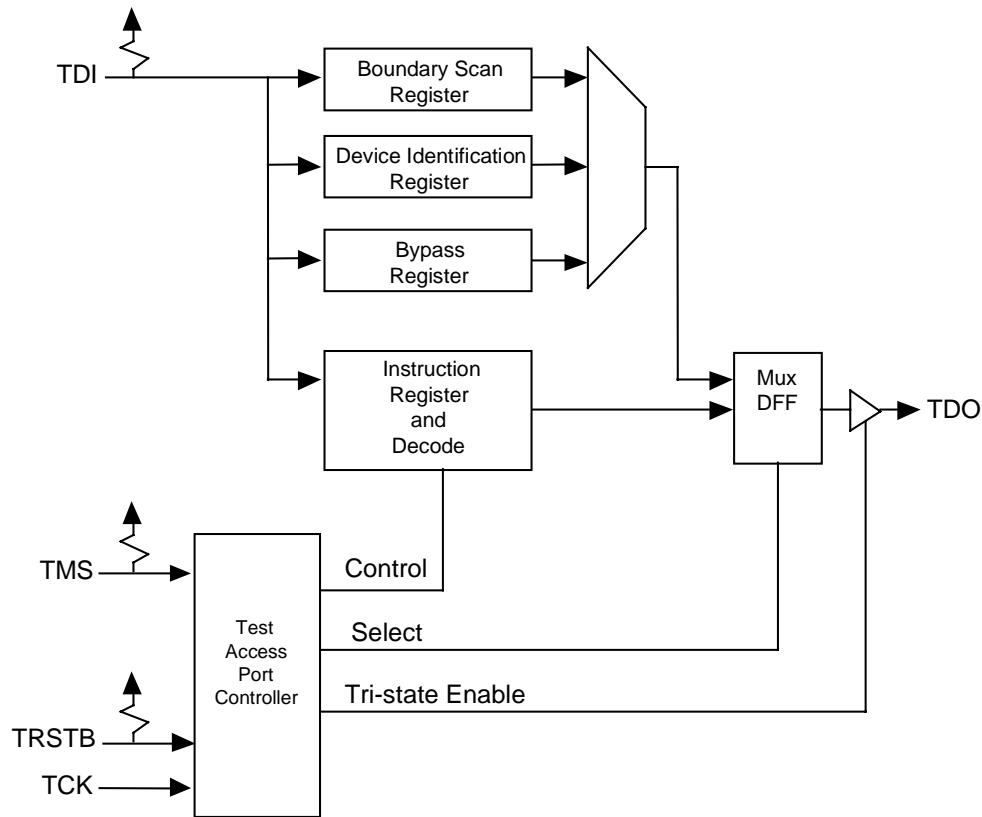 TDI
Boundary Scan
Register
Device Identification
Register
Bypass
Register
Instruction
Register
and
Decode
Mux
DFF
TDO
TMS
Control
Test
Access
Port
Controller
Select
Tri-state Enable
TRSTB
TCK